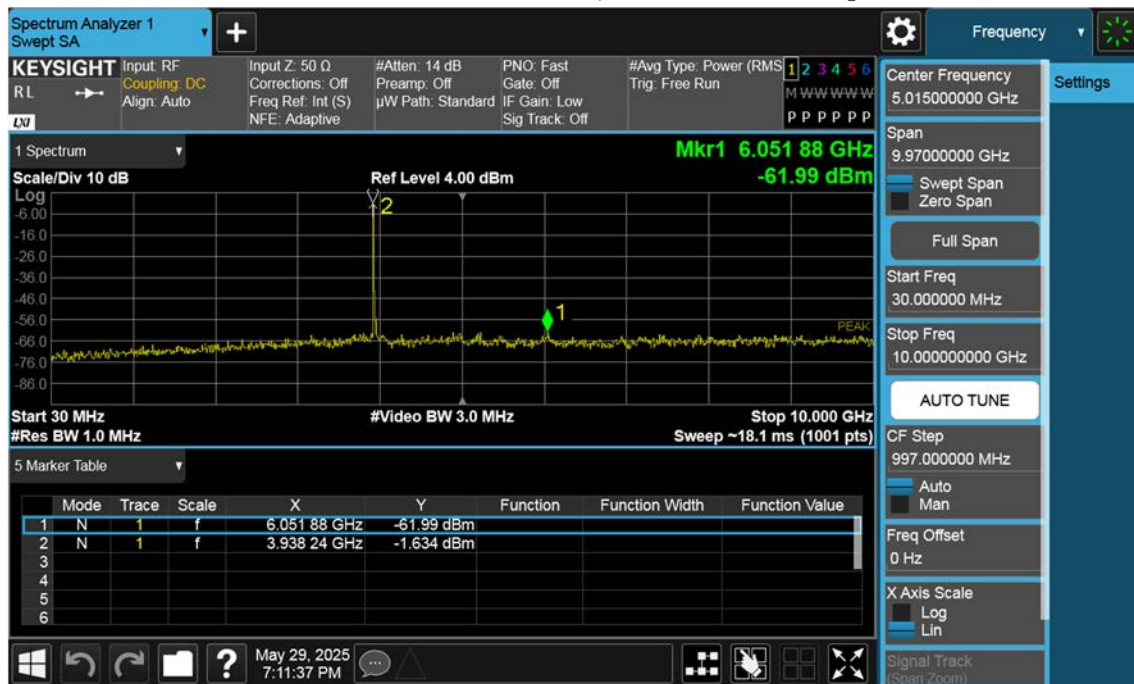 Spectrum Analyzer 1
Swept SA
+
Frequency
KEYSIGHT
RL
LXI
Input: RF
Coupling: DC
Align: Auto
Input Z: 50 Ω
Corrections: Off
Freq Ref: Int (S)
NFE: Adaptive
#Atten: 14 dB
Preamp: Off
µW Path: Standard
PNO: Fast
Gate: Off
IF Gain: Low
Sig Track: Off
#Avg Type: Power (RMS
Trig: Free Run
1 2 3 4 5 6
M W W W W W
P P P P P P
1 Spectrum
Mkr1 6.051 88 GHz
Scale/Div 10 dB
Ref Level 4.00 dBm
-61.99 dBm
Log
-6.00
-16.0
-26.0
-36.0
-46.0
-56.0
-66.0
-76.0
-86.0
2
1
PEAK
Start 30 MHz
#Video BW 3.0 MHz
Stop 10.000 GHz
#Res BW 1.0 MHz
Sweep ~18.1 ms (1001 pts)
5 Marker Table
Mode Trace Scale X Y Function Function Width Function Value
1 N 1 f 6.051 88 GHz -61.99 dBm
2 N 1 f 3.938 24 GHz -1.634 dBm
3
4
5
6
?
May 29, 2025
7:11:37 PM
Center Frequency
5.015000000 GHz
Settings
Span
9.97000000 GHz
Swept Span
Zero Span
Full Span
Start Freq
30.000000 MHz
Stop Freq
10.000000000 GHz
AUTO TUNE
CF Step
997.000000 MHz
Auto
Man
Freq Offset
0 Hz
X Axis Scale
Log
Lin
Signal Track
(Span Zoom)